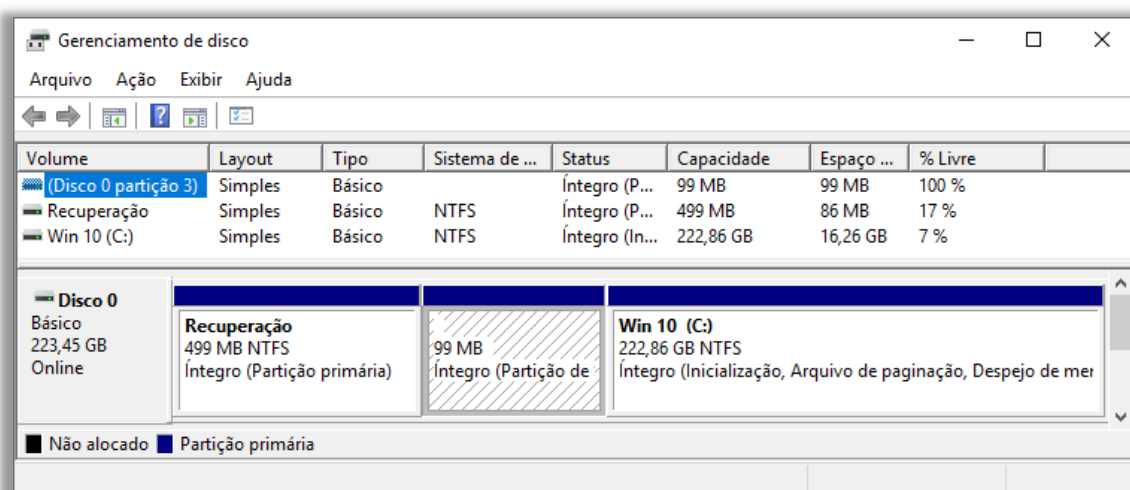 Gerenciamento de disco
Arquivo Ação Exibir Ajuda
Volume Layout Tipo Sistema de ... Status Capacidade Espaço ... % Livre
(Disco 0 partição 3) Simples Básico Íntegro (P... 99 MB 99 MB 100 %
Recuperação Simples Básico NTFS Íntegro (P... 499 MB 86 MB 17 %
Win 10 (C:) Simples Básico NTFS Íntegro (In... 222,86 GB 16,26 GB 7 %
Disco 0
Básico
223,45 GB
Online
Recuperação
499 MB NTFS
Íntegro (Partição primária)
99 MB
Íntegro (Partição de
Win 10 (C:)
222,86 GB NTFS
Íntegro (Inicialização, Arquivo de paginação, Despejo de mer
Não alocado Partição primária